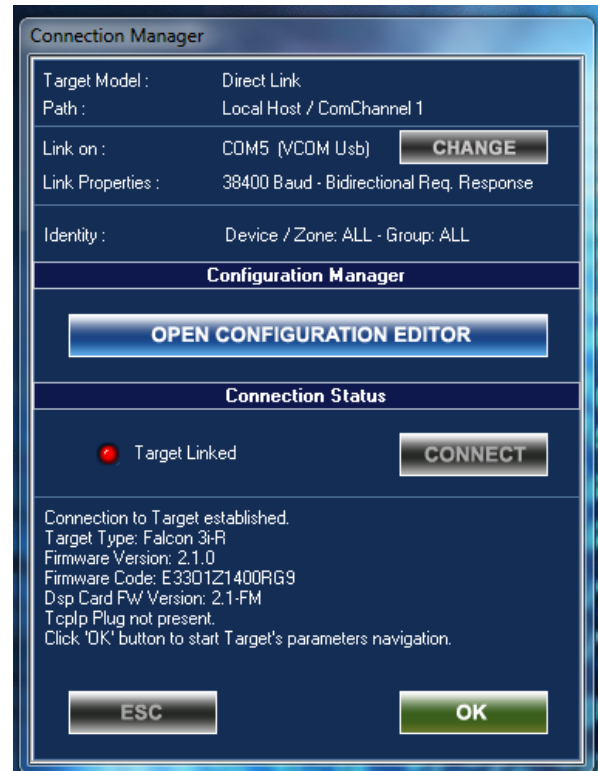 Connection Manager
Target Model : Direct Link
Path : Local Host / ComChannel 1
Link on : COM5 (VCOM Usb) CHANGE
Link Properties : 38400 Baud - Bidirectional Req. Response
Identity : Device / Zone: ALL - Group: ALL
Configuration Manager
OPEN CONFIGURATION EDITOR
Connection Status
Target Linked CONNECT
Connection to Target established.
Target Type: Falcon 3i-R
Firmware Version: 2.1.0
Firmware Code: E33O1Z1400RG9
Dsp Card FW Version: 2.1-FM
TcpIp Plug not present.
Click 'OK' button to start Target's parameters navigation.
ESC OK